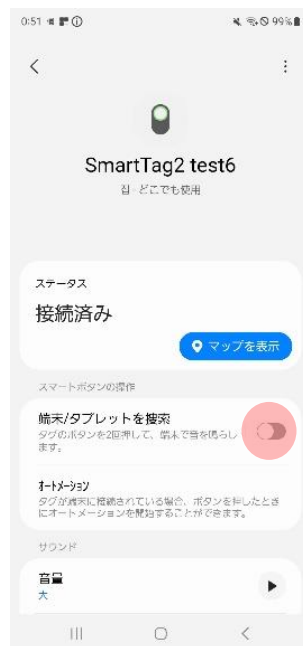 0:51
99%
SmartTag2 test6
집 - どこでも使用
ステータス
接続済み
マップを表示
スマートボタンの操作
端末/タブレットを捜索
タグのボタンを2回押して、端末で音を鳴らし
ます。
オートメーション
タグが端末に接続されている場合、ボタンを押したとき
にオートメーションを開始することができます。
サウンド
音量
大